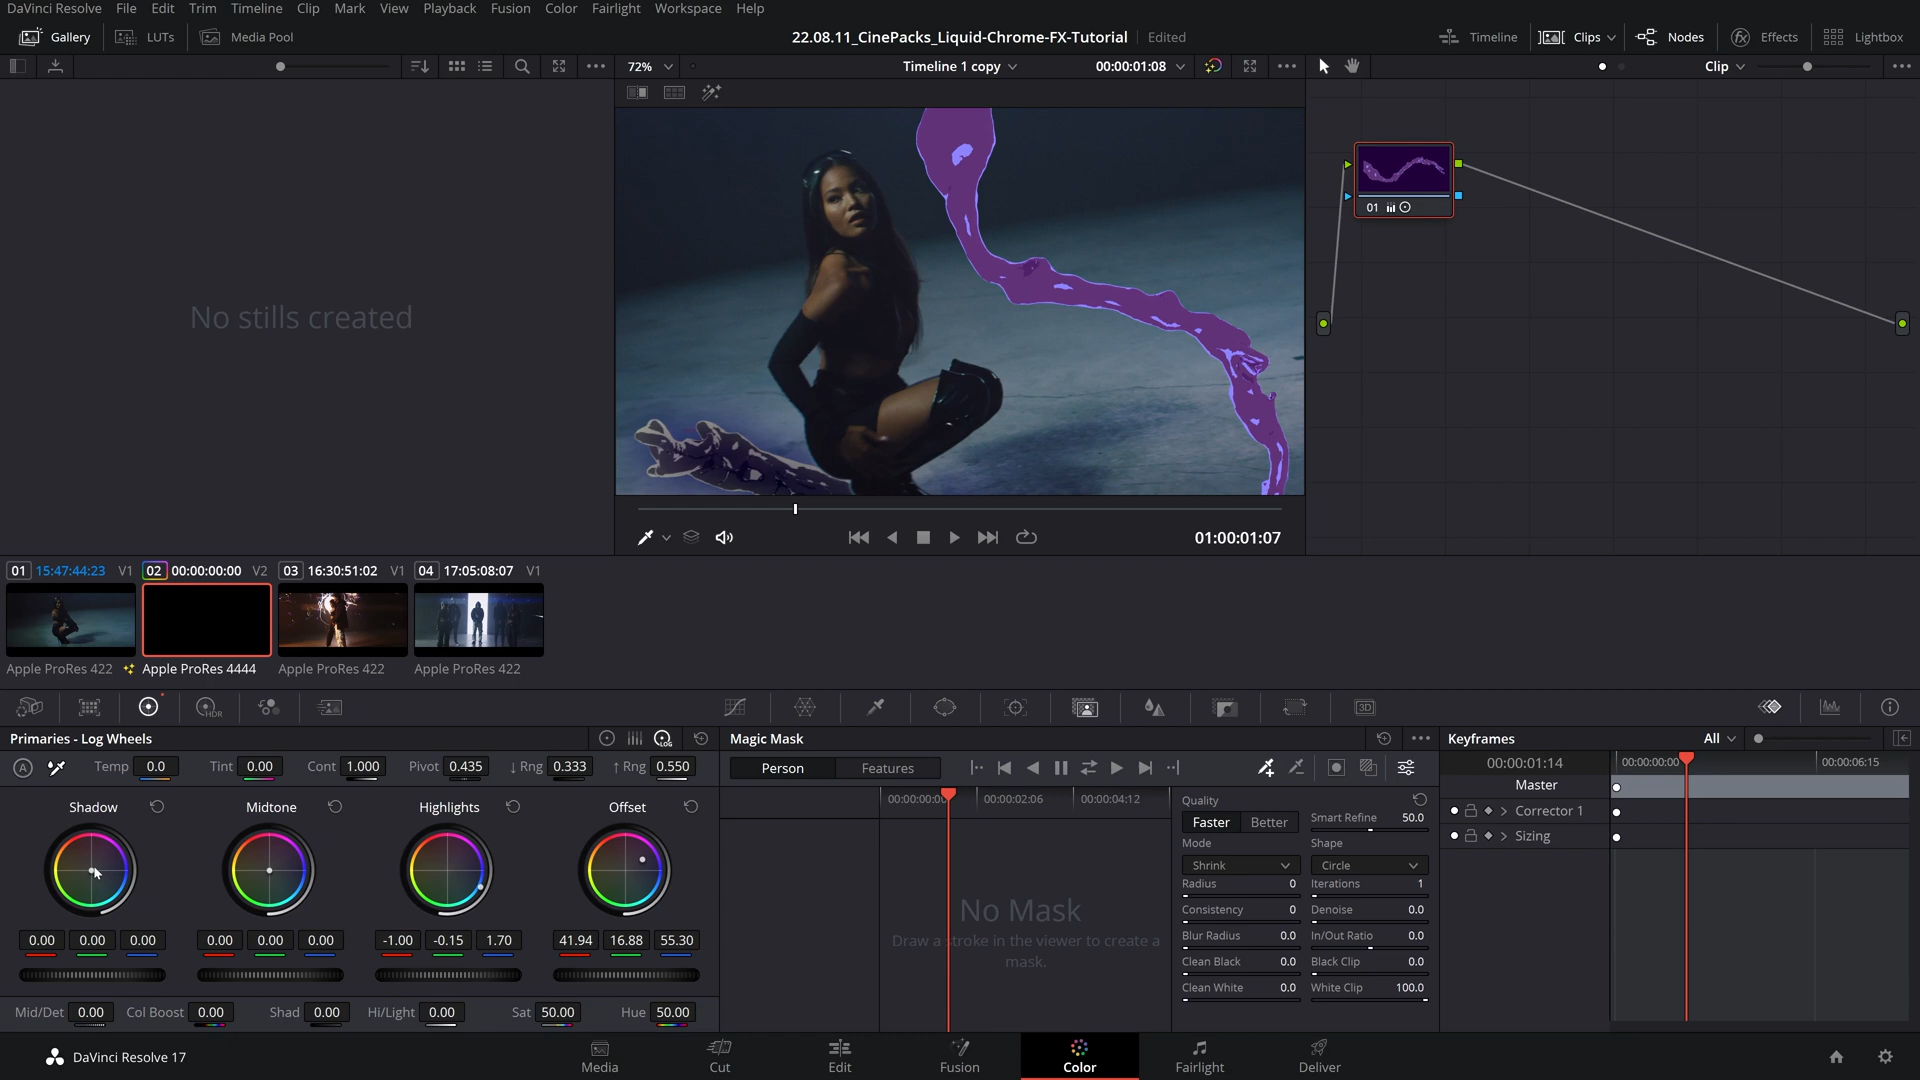 DaVinci Resolve File Edit Trim Timeline Clip Mark View Playback Fusion Color Fairlight Workspace Help
Gallery LUTs Media Pool 22.08.11_CinePacks_Liquid-Chrome-FX-Tutorial Edited Timeline Clips Nodes Effects Lightbox
72% Timeline 1 copy 00:00:01:08 Clip
No stills created
01
01:00:01:07
01 15:47:44:23 V1 02 00:00:00:00 V2 03 16:30:51:02 V1 04 17:05:08:07 V1
Apple ProRes 422 Apple ProRes 4444 Apple ProRes 422 Apple ProRes 422
HDR 3D
Primaries - Log Wheels LOG Magic Mask Keyframes All
A Temp 0.0 Tint 0.00 Cont 1.000 Pivot 0.435 ↓ Rng 0.333 ↑ Rng 0.550 Person Features
00:00:01:14 00:00:00:00 00:00:06:15
Master
Shadow Midtone Highlights Offset
00:00:00:00 00:00:02:06 00:00:04:12
Quality
Faster Better Smart Refine 50.0
Mode Shape
Shrink Circle
Radius 0 Iterations 1
Consistency 0 Denoise 0.0
Blur Radius 0.0 In/Out Ratio 0.0
Clean Black 0.0 Black Clip 0.0
Clean White 0.0 White Clip 100.0
No Mask
Draw a stroke in the viewer to create a
mask.
Corrector 1
Sizing
0.00 0.00 0.00 0.00 0.00 0.00 -1.00 -0.15 1.70 41.94 16.88 55.30
Mid/Det 0.00 Col Boost 0.00 Shad 0.00 Hi/Light 0.00 Sat 50.00 Hue 50.00
DaVinci Resolve 17 Media Cut Edit Fusion Color Fairlight Deliver